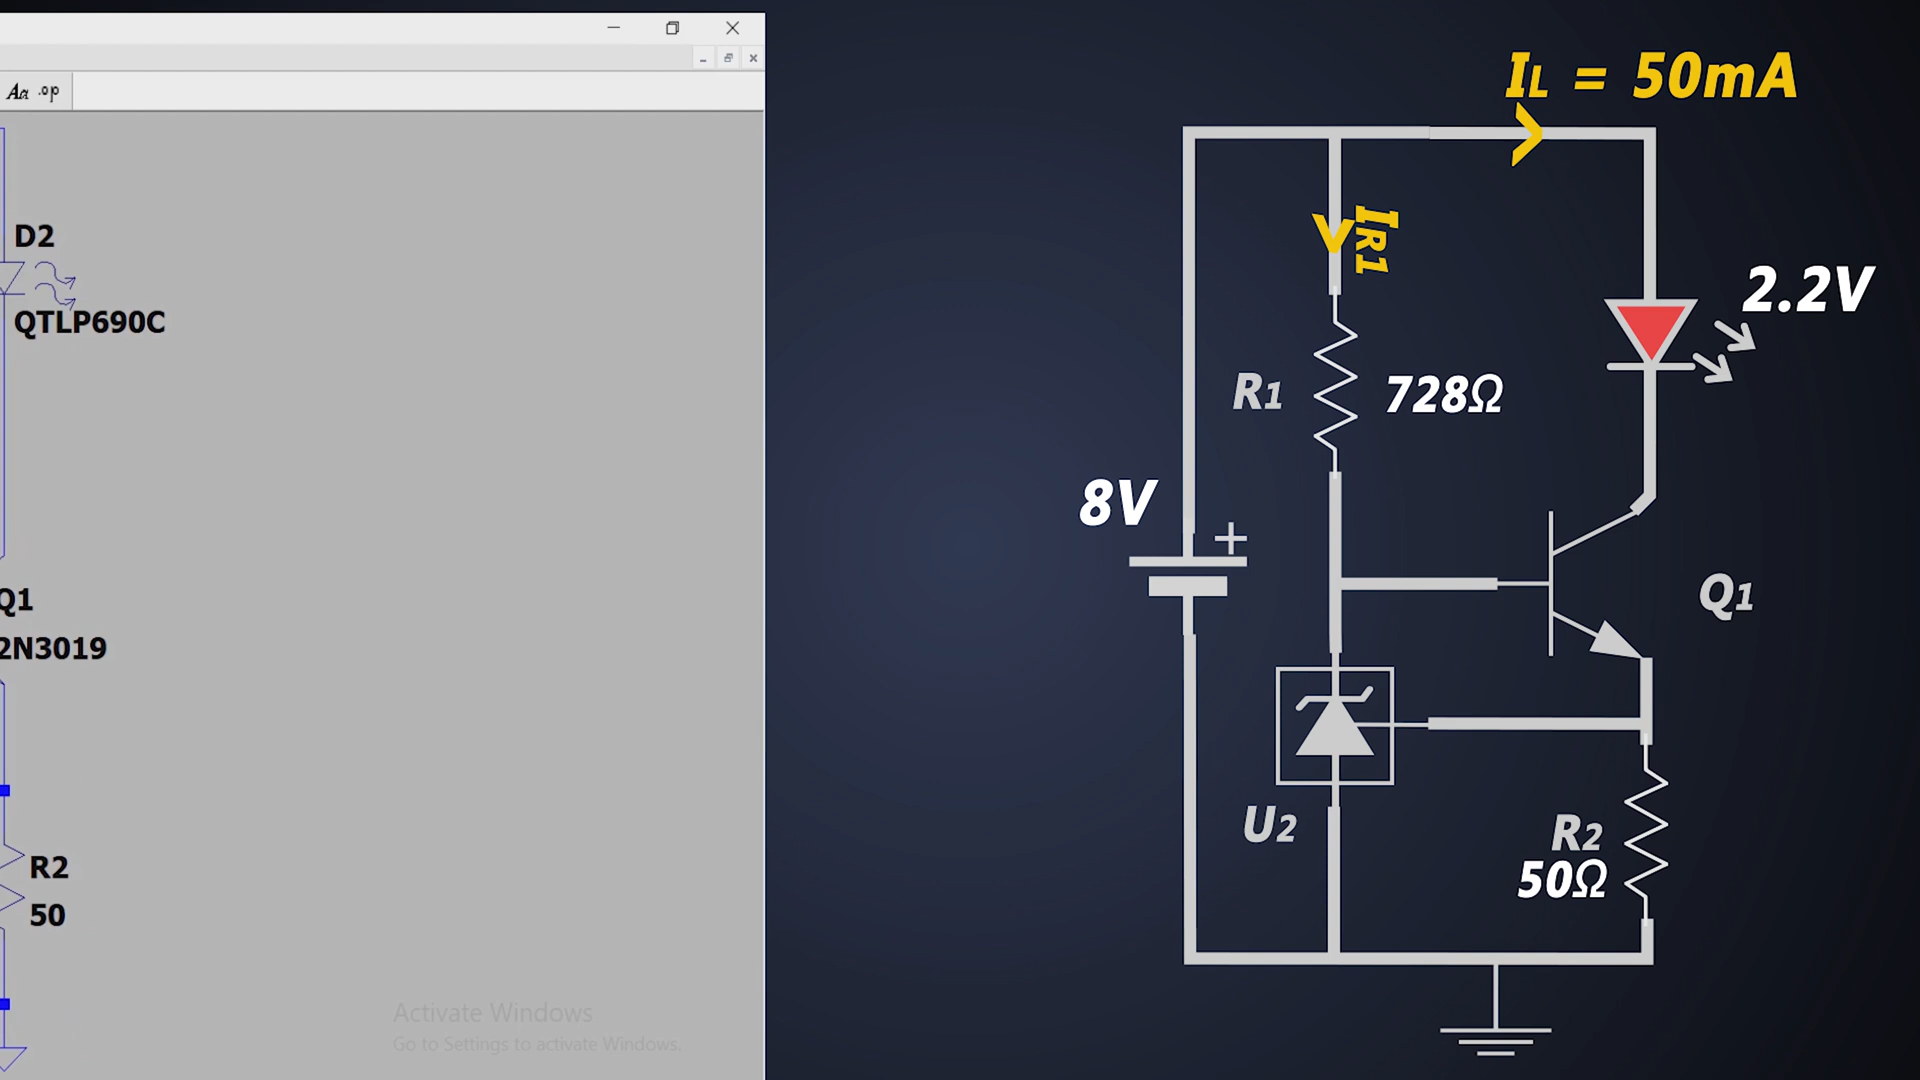 Aa .op
D2
QTLP690C
Q1
2N3019
R2
50
Activate Windows
Go to Settings to activate Windows.
IL = 50mA
IR1
2.2V
R1
728Ω
8V
+
Q1
U2
R2
50Ω